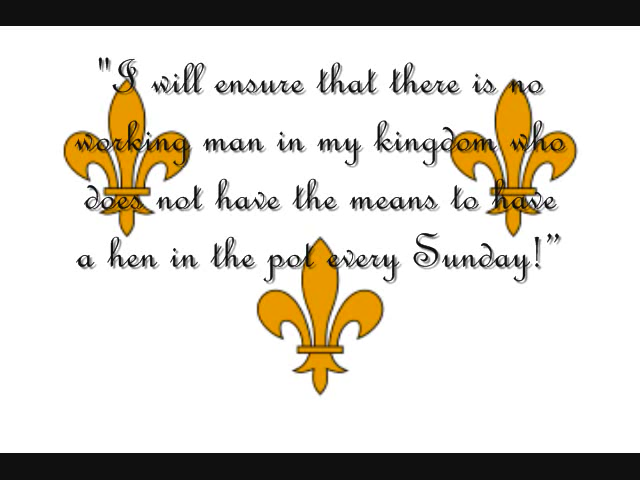 "I will ensure that there is no
working man in my kingdom who
does not have the means to have
a hen in the pot every Sunday!”